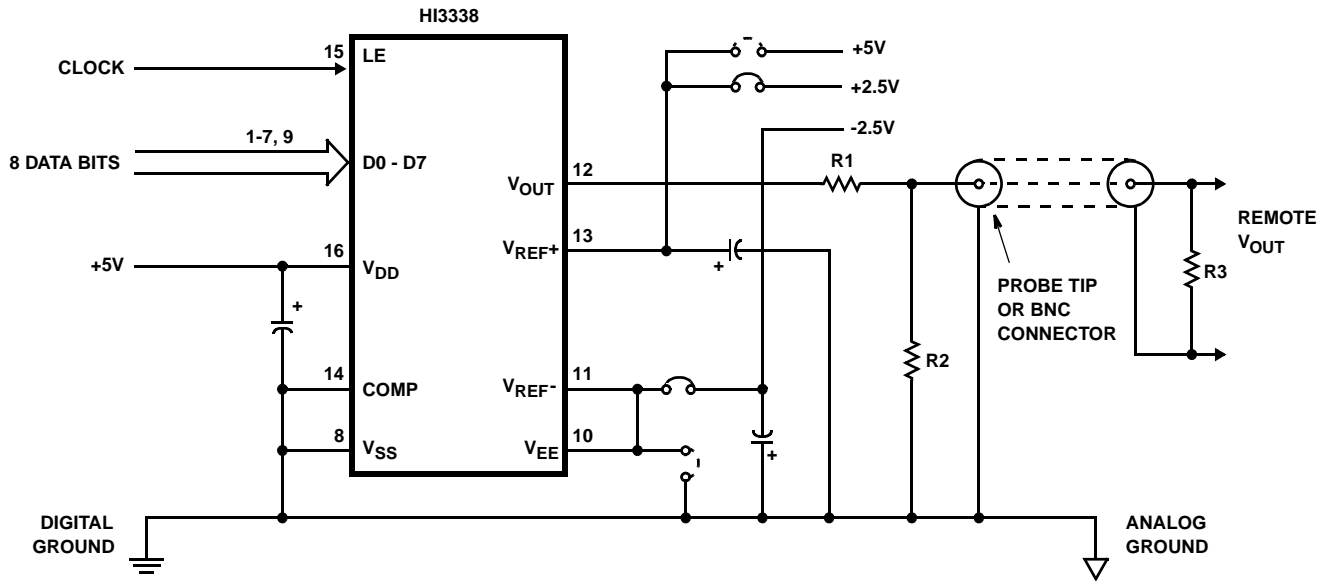 HI3338
15
LE
CLOCK
1-7, 9
8 DATA BITS
D0 - D7
+5V
+2.5V
-2.5V
12
R1
VOUT
13
VREF+
+
REMOTE
VOUT
R3
PROBE TIP
OR BNC
CONNECTOR
16
+5V
VDD
+
R2
14
COMP
11
VREF-
8
VSS
10
VEE
+
DIGITAL
GROUND
ANALOG
GROUND